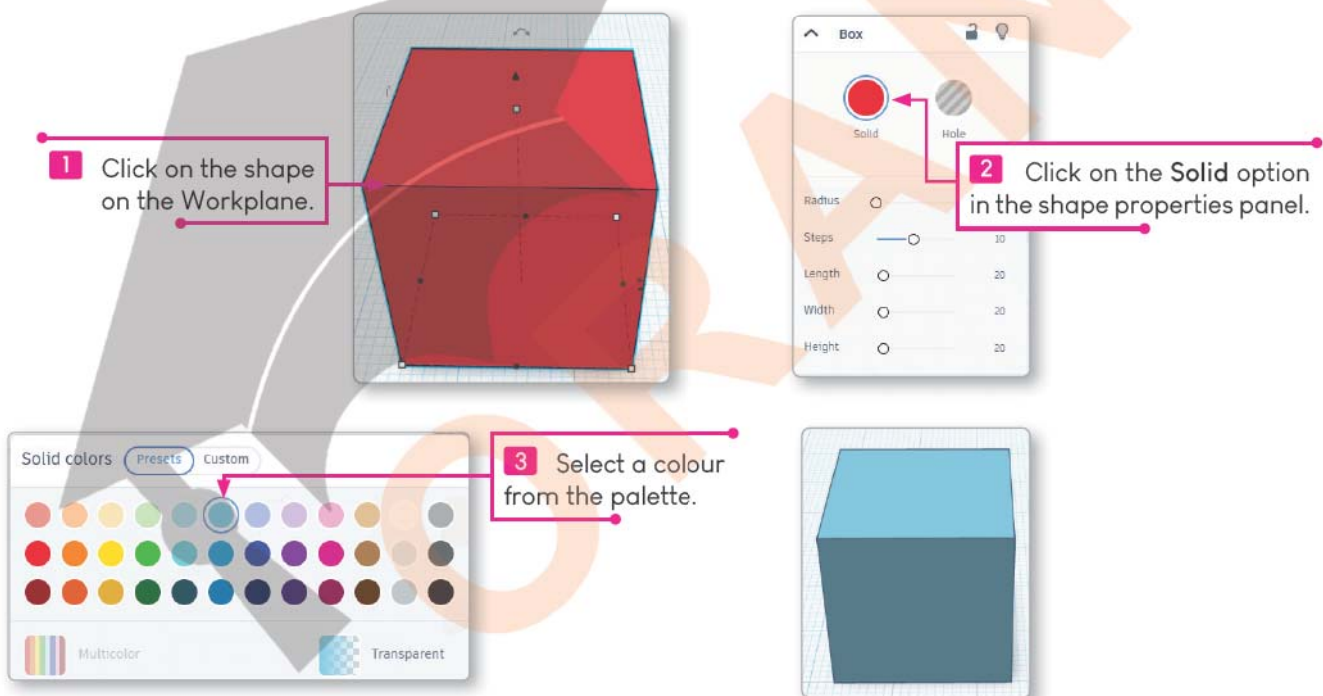 1 Click on the shape
on the Workplane.
Box
Solid
Hole
Radius
Steps
10
Length
20
Width
20
Height
20
2 Click on the Solid option
in the shape properties panel.
Solid colors
Presets
Custom
Multicolor
Transparent
3 Select a colour
from the palette.
ORAN